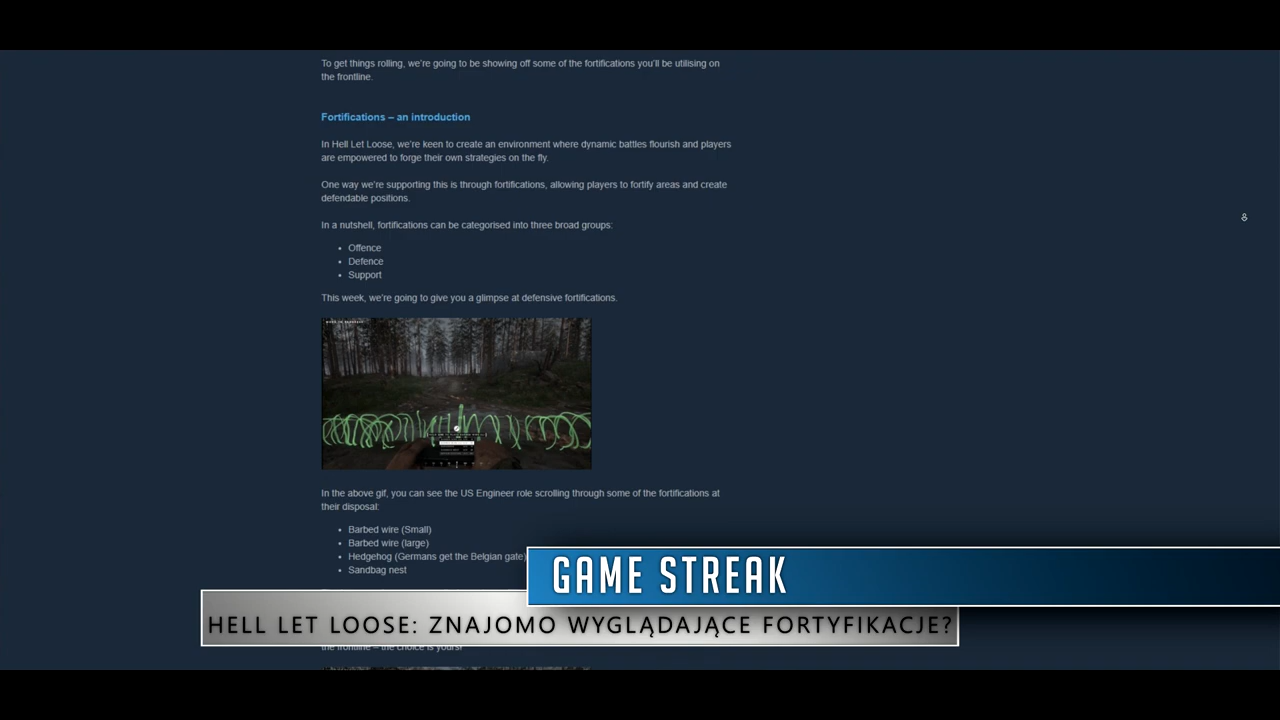 To get things rolling, we're going to be showing off some of the fortifications you'll be utilising on
the frontline.
Fortifications – an introduction
In Hell Let Loose, we're keen to create an environment where dynamic battles flourish and players
are empowered to forge their own strategies on the fly.
One way we're supporting this is through fortifications, allowing players to fortify areas and create
defendable positions.
In a nutshell, fortifications can be categorised into three broad groups:
• Offence
• Defence
• Support
This week, we're going to give you a glimpse at defensive fortifications.
In the above gif, you can see the US Engineer role scrolling through some of the fortifications at
their disposal:
• Barbed wire (Small)
• Barbed wire (large)
• Hedgehog (Germans get the Belgian gate)
• Sandbag nest
GAME STREAK
HELL LET LOOSE: ZNAJOMO WYGLĄDAJĄCE FORTYFIKACJE?
the frontline – the choice is yours!